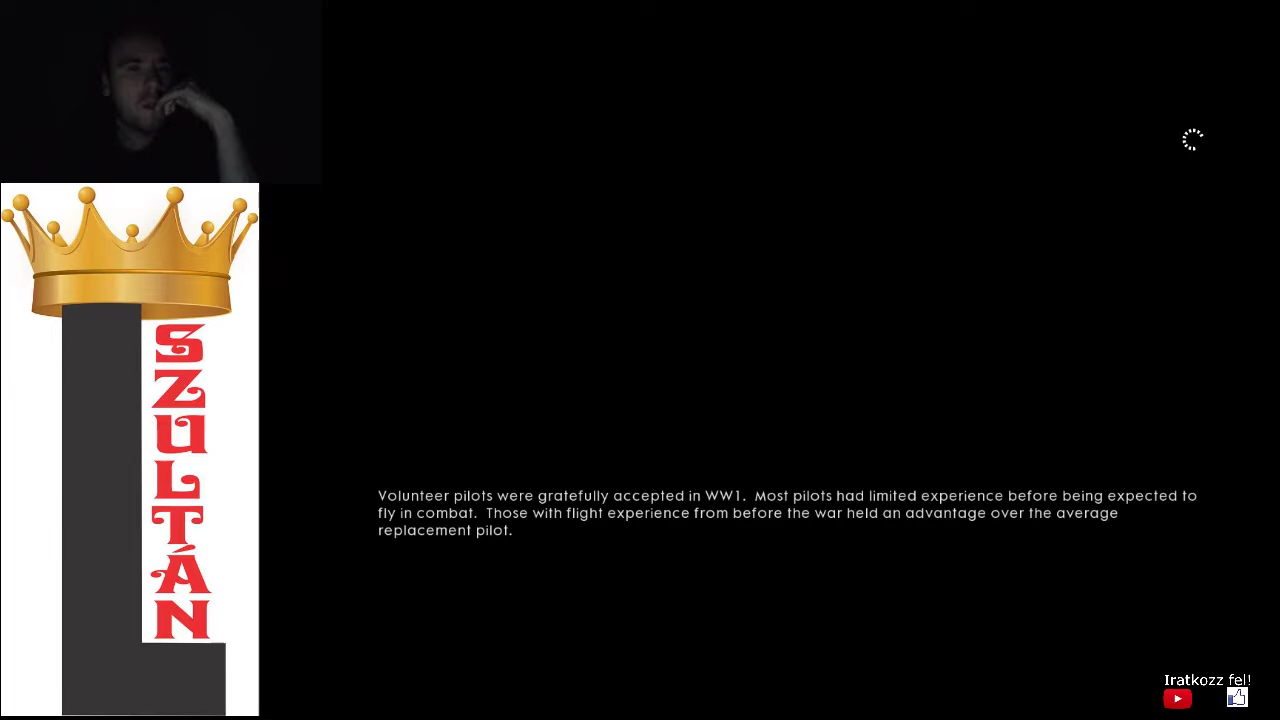 SZULTÁN
Volunteer pilots were gratefully accepted in WW1. Most pilots had limited experience before being expected to
fly in combat. Those with flight experience from before the war held an advantage over the average
replacement pilot.
Iratkozz fel!